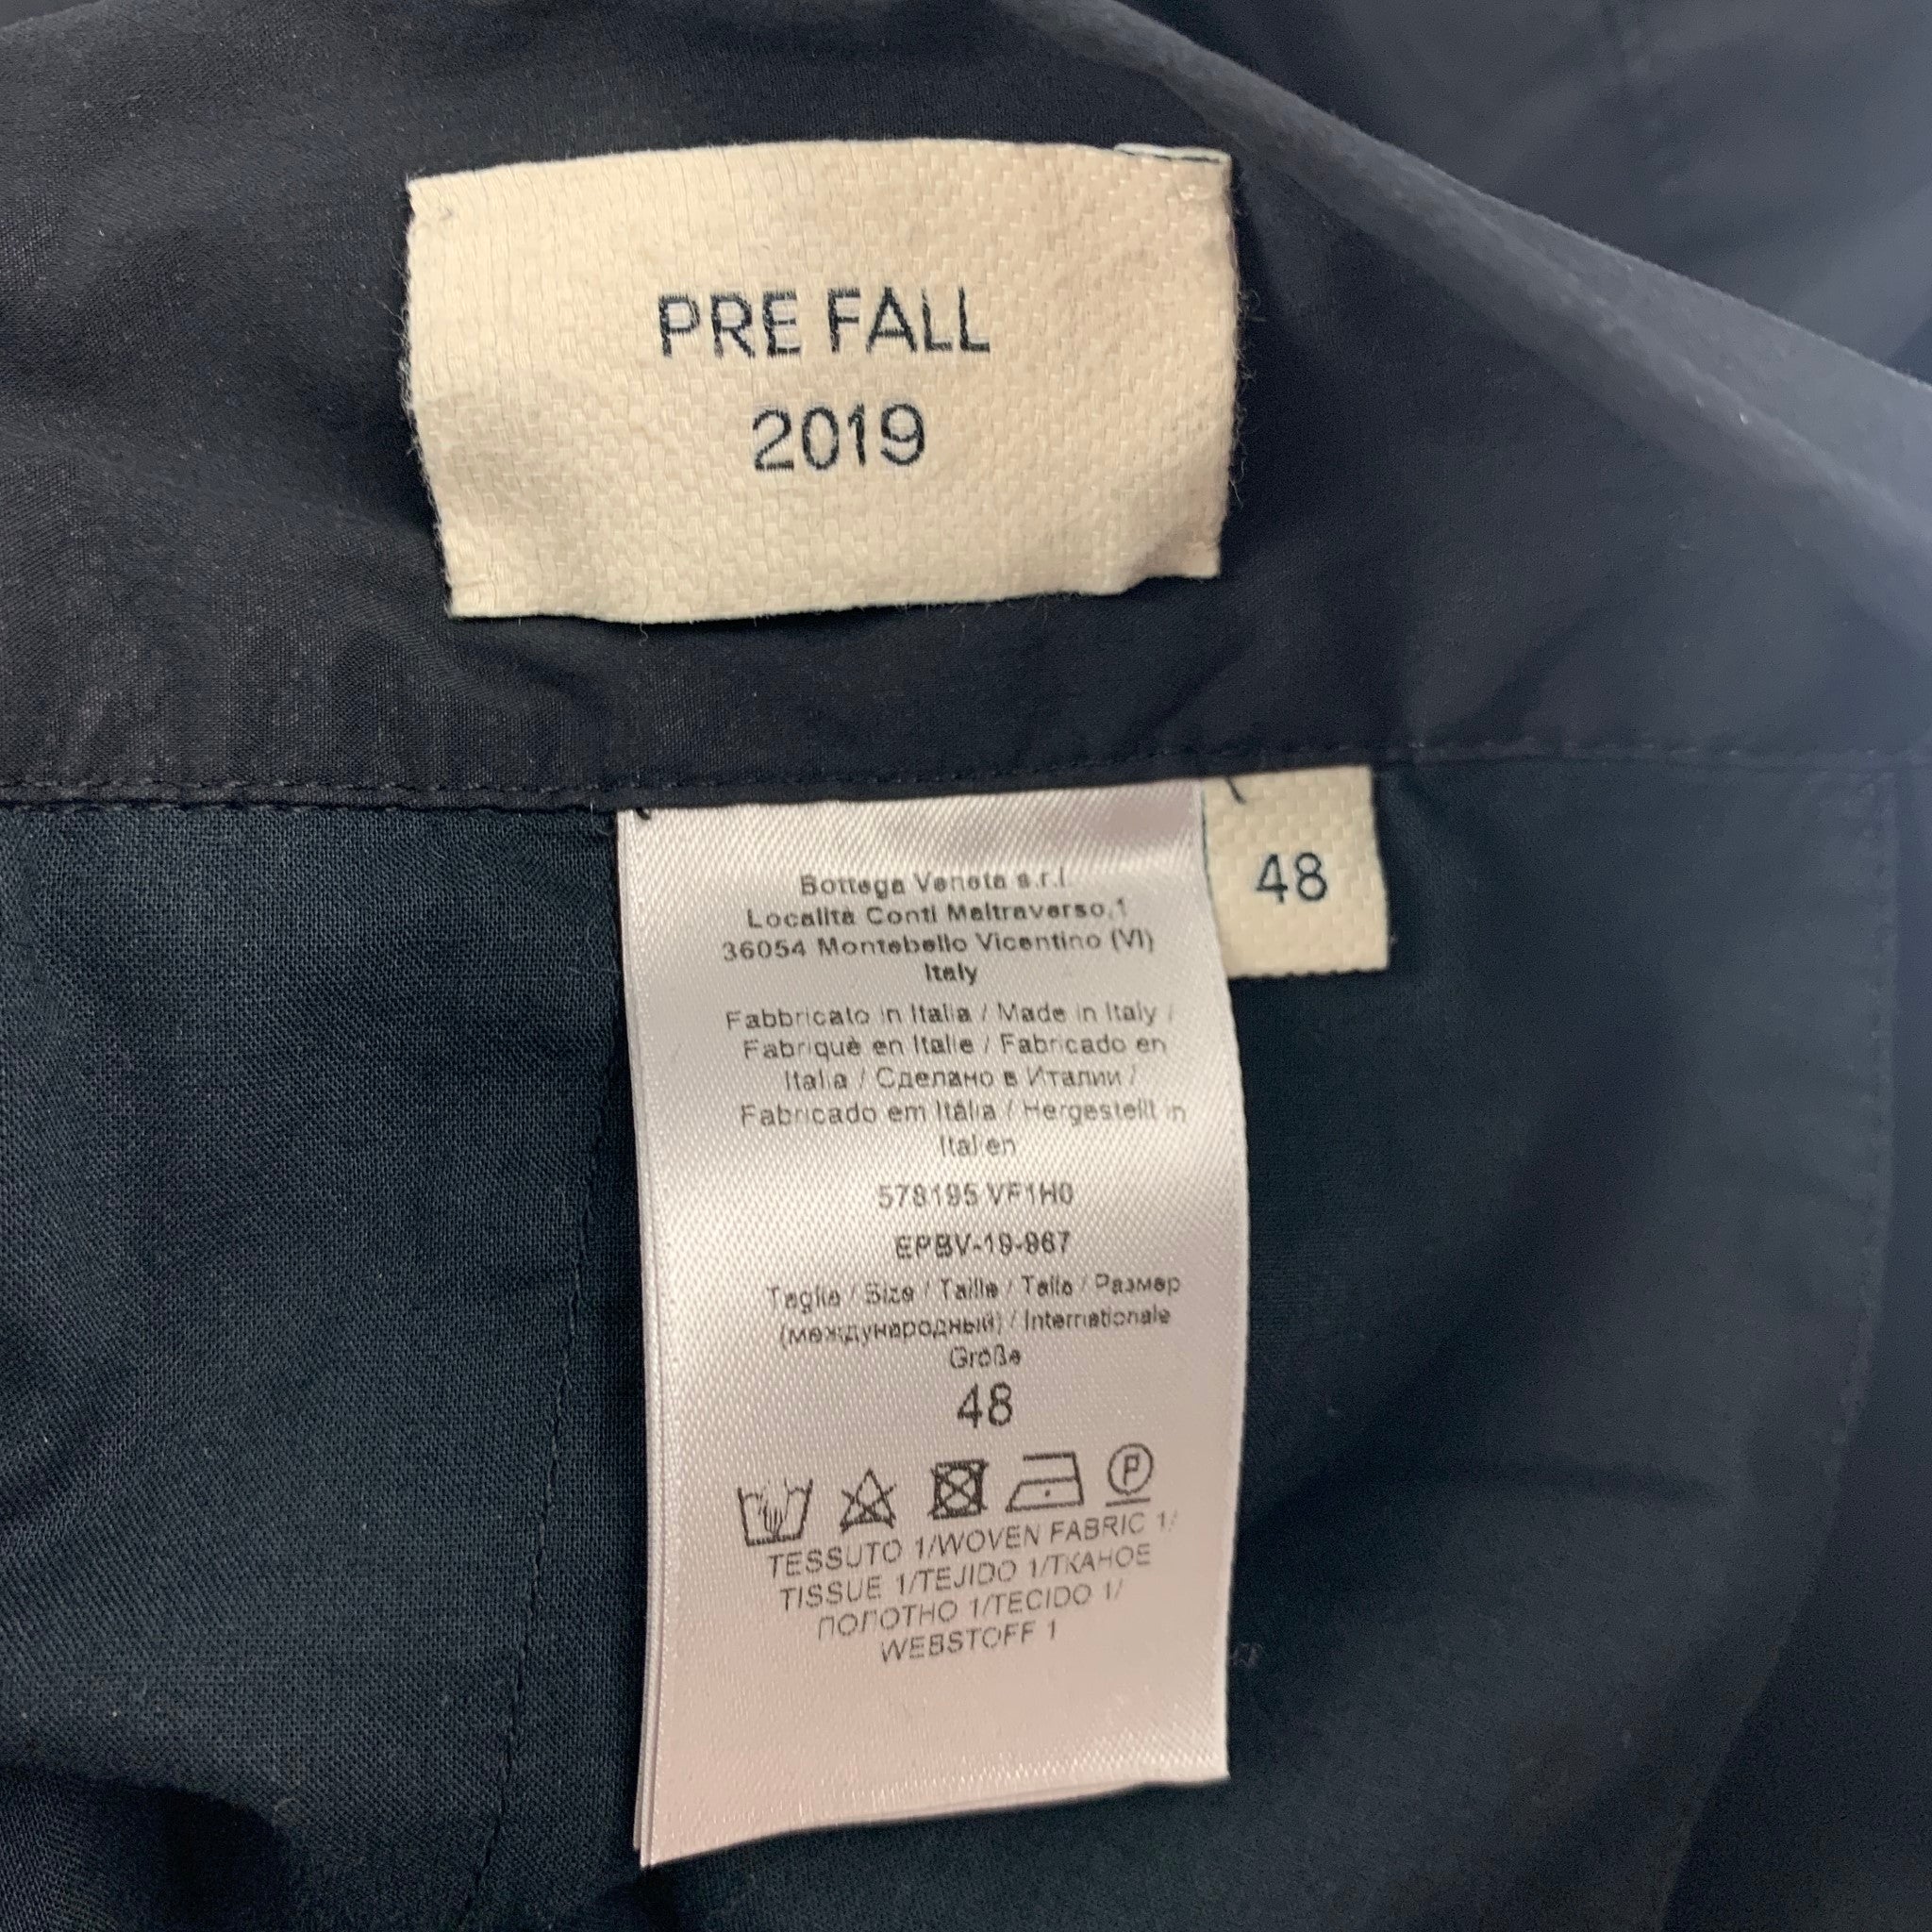 PRE FALL
2019
48
Bottega Veneta s.r.l.
Località Conti Maltraverso,1
36054 Montebello Vicentino (VI)
Italy
Fabbricato in Italia / Made in Italy /
Fabriqué en Italie / Fabricado en
Italia / Сделано в Италии /
Fabricado em Itália / Hergestellt in
Italien
578195 VF1H0
EPBV-19-967
Taglia / Size / Taille / Talla / Размер
(международный) / Internationale
Größe
48
P
TESSUTO 1/WOVEN FABRIC 1/
TISSUE 1/TEJIDO 1/ТКАНОЕ
ПОЛОТНО 1/TECIDO 1/
WEBSTOFF 1